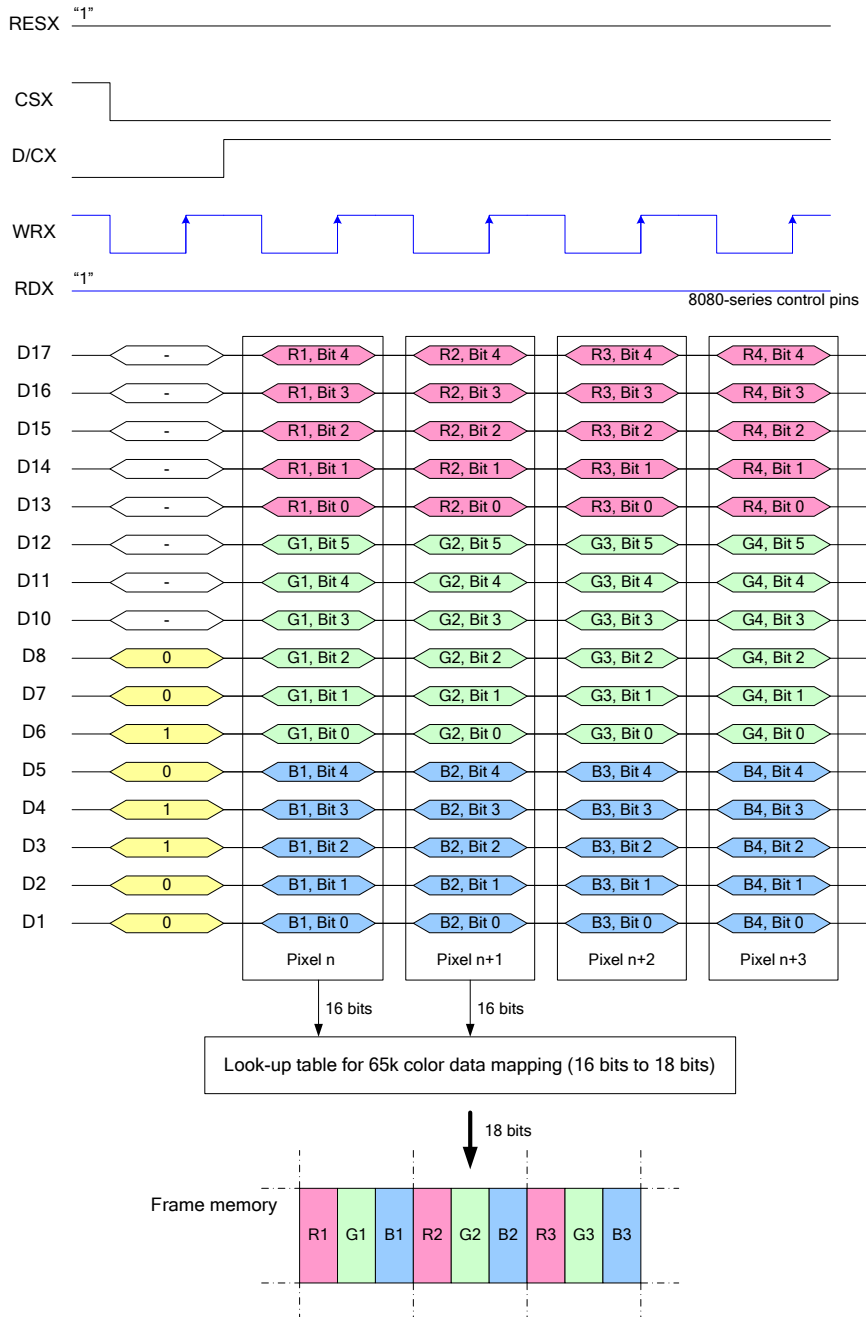 RESX “1”
CSX
D/CX
WRX
RDX “1”
8080-series control pins
D17 - R1, Bit 4 R2, Bit 4 R3, Bit 4 R4, Bit 4
D16 - R1, Bit 3 R2, Bit 3 R3, Bit 3 R4, Bit 3
D15 - R1, Bit 2 R2, Bit 2 R3, Bit 2 R4, Bit 2
D14 - R1, Bit 1 R2, Bit 1 R3, Bit 1 R4, Bit 1
D13 - R1, Bit 0 R2, Bit 0 R3, Bit 0 R4, Bit 0
D12 - G1, Bit 5 G2, Bit 5 G3, Bit 5 G4, Bit 5
D11 - G1, Bit 4 G2, Bit 4 G3, Bit 4 G4, Bit 4
D10 - G1, Bit 3 G2, Bit 3 G3, Bit 3 G4, Bit 3
D8 0 G1, Bit 2 G2, Bit 2 G3, Bit 2 G4, Bit 2
D7 0 G1, Bit 1 G2, Bit 1 G3, Bit 1 G4, Bit 1
D6 1 G1, Bit 0 G2, Bit 0 G3, Bit 0 G4, Bit 0
D5 0 B1, Bit 4 B2, Bit 4 B3, Bit 4 B4, Bit 4
D4 1 B1, Bit 3 B2, Bit 3 B3, Bit 3 B4, Bit 3
D3 1 B1, Bit 2 B2, Bit 2 B3, Bit 2 B4, Bit 2
D2 0 B1, Bit 1 B2, Bit 1 B3, Bit 1 B4, Bit 1
D1 0 B1, Bit 0 B2, Bit 0 B3, Bit 0 B4, Bit 0
Pixel n Pixel n+1 Pixel n+2 Pixel n+3
16 bits 16 bits
Look-up table for 65k color data mapping (16 bits to 18 bits)
18 bits
Frame memory
R1 G1 B1 R2 G2 B2 R3 G3 B3